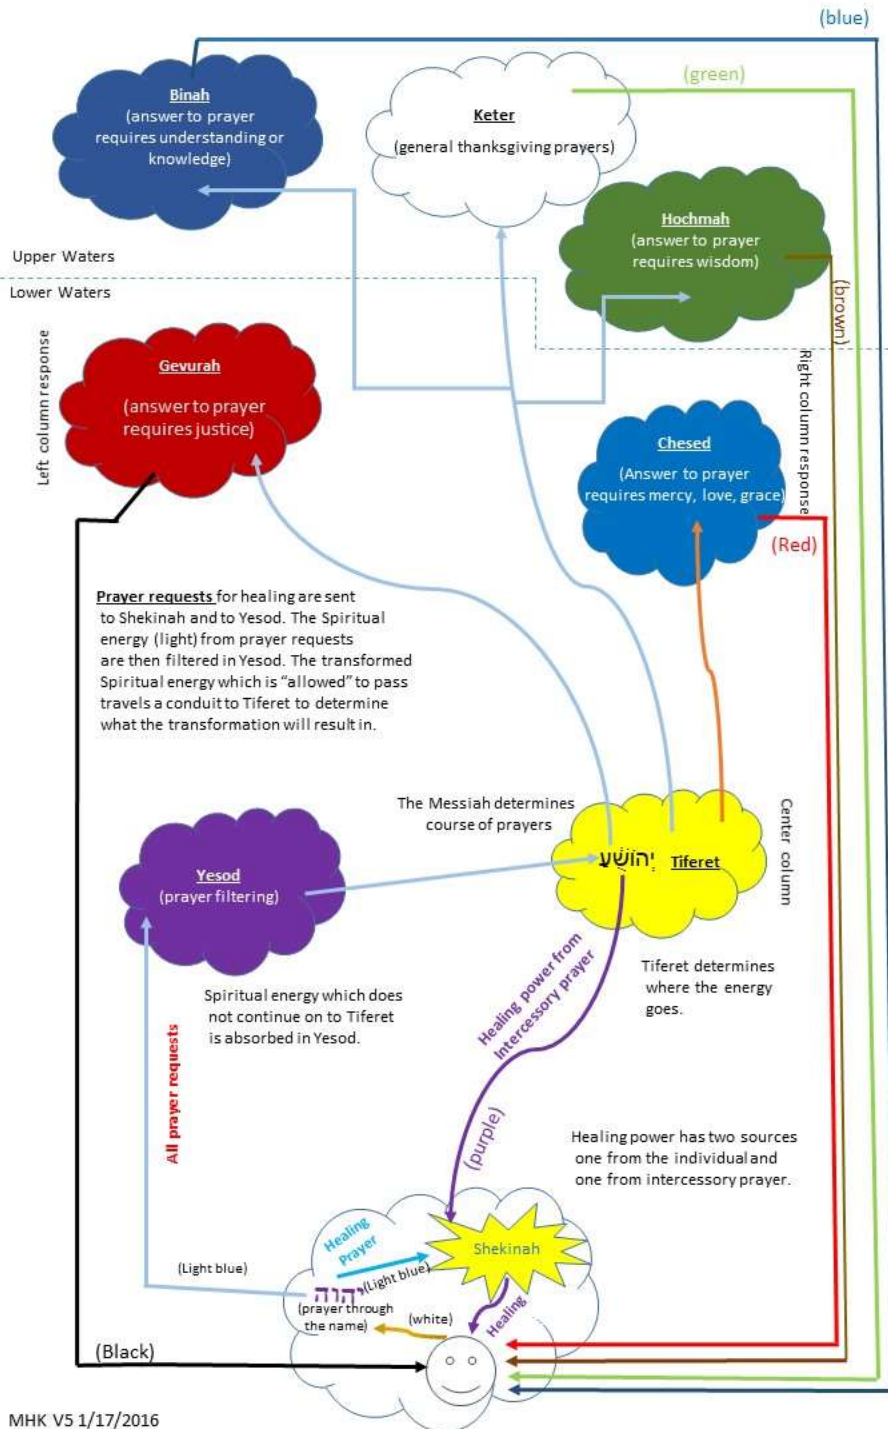 (blue)
Binah
(answer to prayer
requires understanding or
knowledge)
(green)
Keter
(general thanksgiving prayers)
Hochmah
(answer to prayer
requires wisdom)
Upper Waters
Lower Waters
(brown)
Left column response
Gevurah
(answer to prayer
requires justice)
Right column response
Chesed
(Answer to prayer
requires mercy, love, grace)
(Red)
Prayer requests for healing are sent
to Shekinah and to Yesod. The Spiritual
energy (light) from prayer requests
are then filtered in Yesod. The transformed
Spiritual energy which is “allowed” to pass
travels a conduit to Tiferet to determine
what the transformation will result in.
The Messiah determines
course of prayers
Center column
Yesod
(prayer filtering)
יְהוֹשֻׁעַ Tiferet
Tiferet determines
where the energy
goes.
Spiritual energy which does
not continue on to Tiferet
is absorbed in Yesod.
Healing power from
Intercessory prayer
All prayer requests
(purple)
Healing power has two sources
one from the individual and
one from intercessory prayer.
Healing
Prayer
Shekinah
(Light blue)
(Light blue)
יהוה
(prayer through
the name)
(white)
Healing
(Black)
MHK V5 1/17/2016